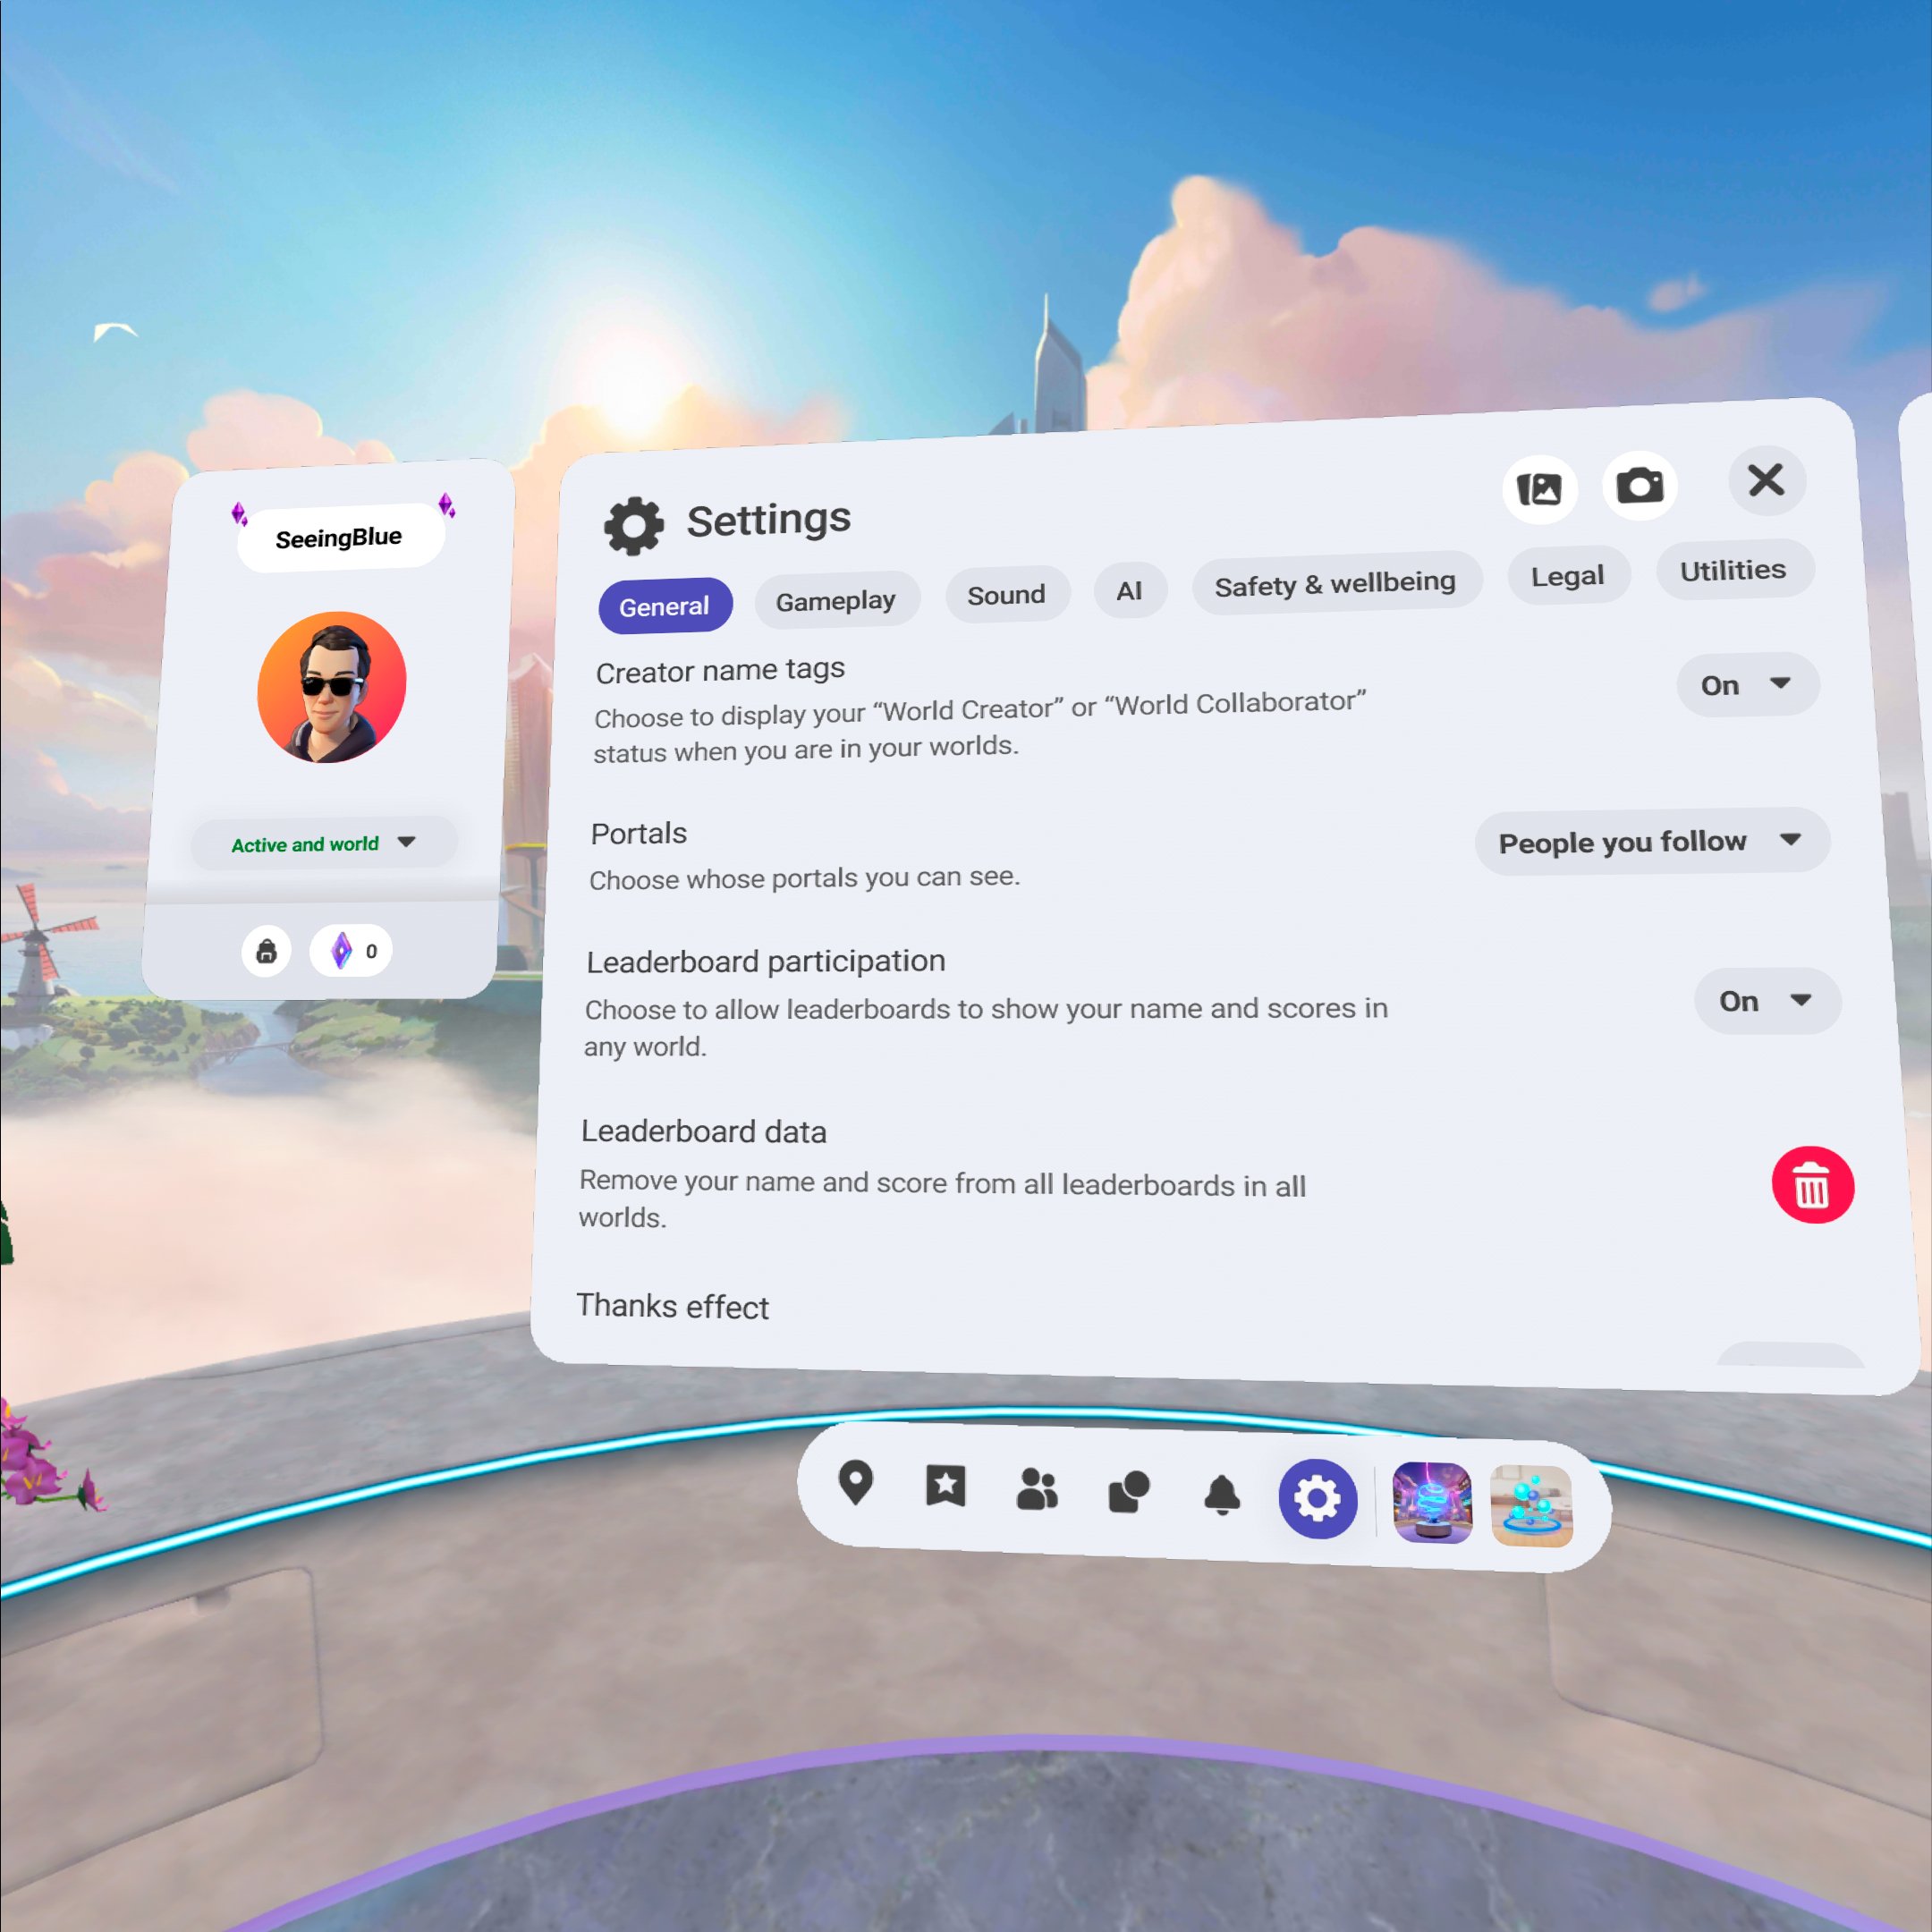 SeeingBlue
Active and world
0
Settings
General
Gameplay
Sound
AI
Safety & wellbeing
Legal
Utilities
Creator name tags
Choose to display your “World Creator” or “World Collaborator”
status when you are in your worlds.
On
Portals
Choose whose portals you can see.
People you follow
Leaderboard participation
Choose to allow leaderboards to show your name and scores in
any world.
On
Leaderboard data
Remove your name and score from all leaderboards in all
worlds.
Thanks effect